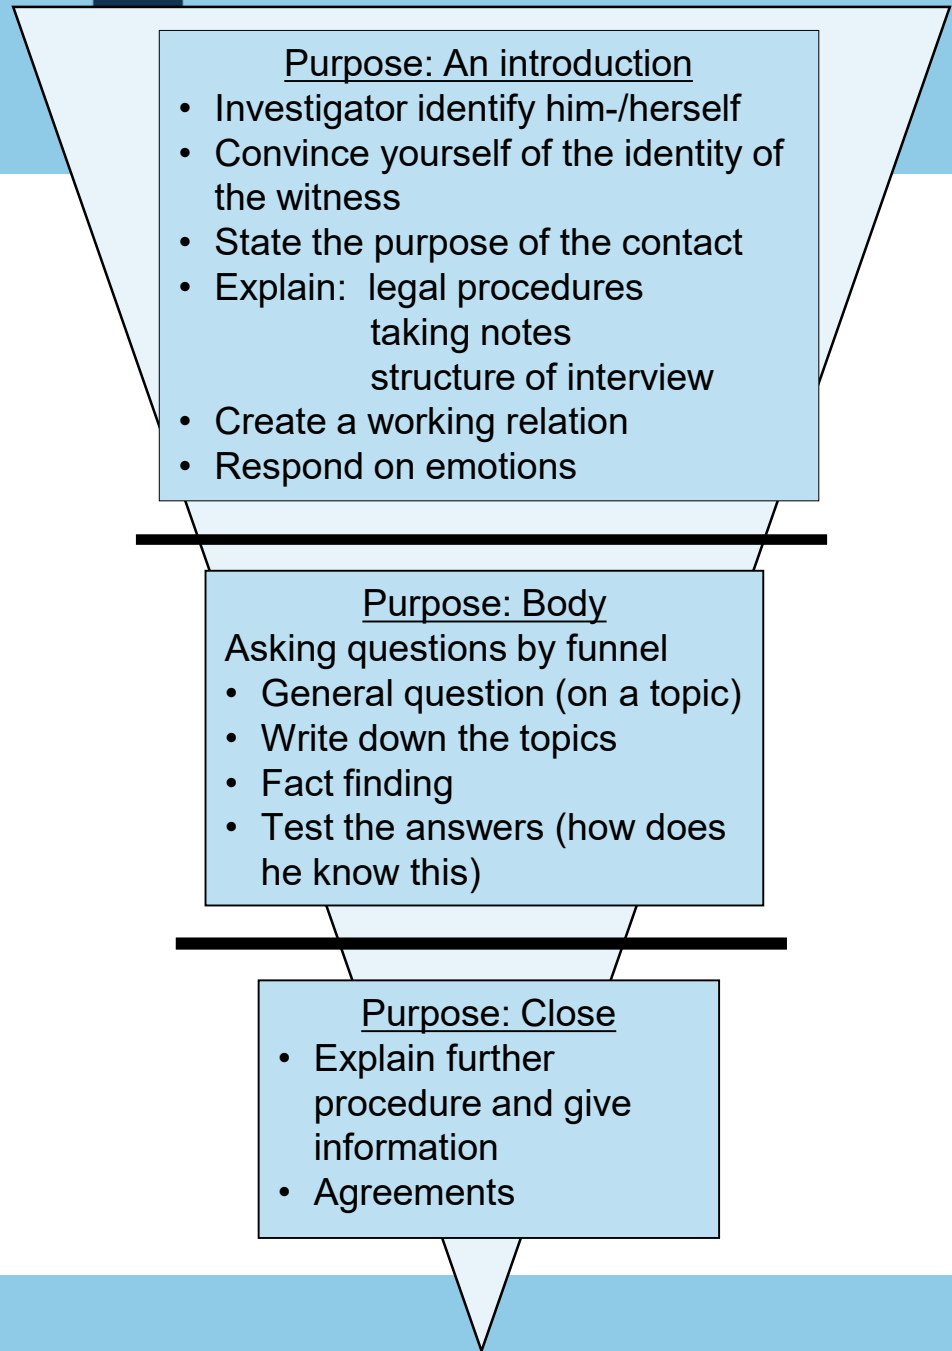 Purpose: An introduction
• Investigator identify him-/herself
• Convince yourself of the identity of
the witness
• State the purpose of the contact
• Explain: legal procedures
taking notes
structure of interview
• Create a working relation
• Respond on emotions
Purpose: Body
Asking questions by funnel
• General question (on a topic)
• Write down the topics
• Fact finding
• Test the answers (how does
he know this)
Purpose: Close
• Explain further
procedure and give
information
• Agreements